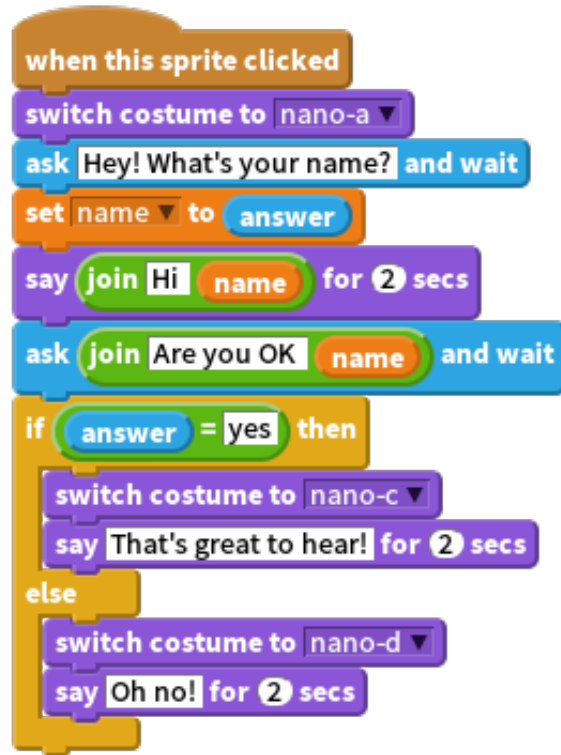 when this sprite clicked
switch costume to nano-a
ask Hey! What's your name? and wait
set name to answer
say join Hi name for 2 secs
ask join Are you OK name and wait
if answer = yes then
switch costume to nano-c
say That's great to hear! for 2 secs
else
switch costume to nano-d
say Oh no! for 2 secs